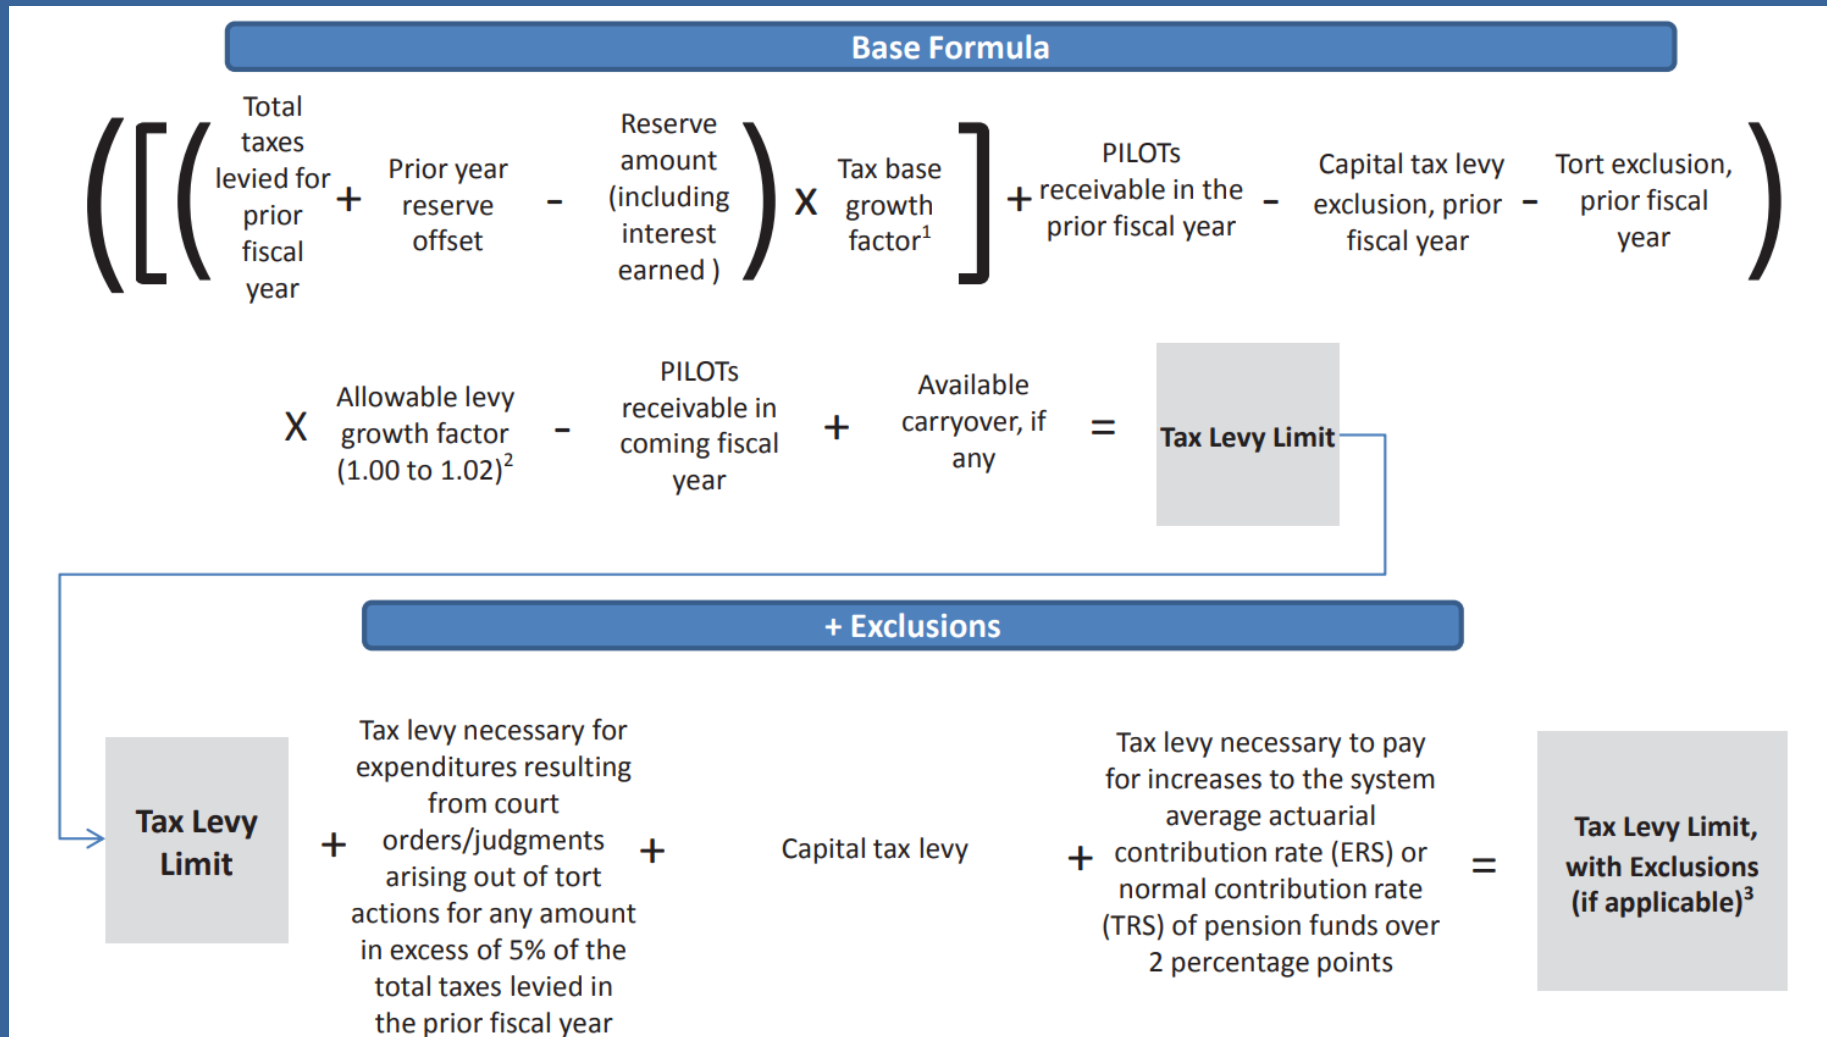 Base Formula
Total
taxes
levied for
prior
fiscal
year
+
Prior year
reserve
offset
-
Reserve
amount
(including
interest
earned )
X
Tax base
growth
factor1
+
PILOTs
receivable in the
prior fiscal year
-
Capital tax levy
exclusion, prior
fiscal year
-
Tort exclusion,
prior fiscal
year
X
Allowable levy
growth factor
(1.00 to 1.02)2
-
PILOTs
receivable in
coming fiscal
year
+
Available
carryover, if
any
=
Tax Levy Limit
+ Exclusions
Tax Levy
Limit
+
Tax levy necessary for
expenditures resulting
from court
orders/judgments
arising out of tort
actions for any amount
in excess of 5% of the
total taxes levied in
the prior fiscal year
+
Capital tax levy
+
Tax levy necessary to pay
for increases to the system
average actuarial
contribution rate (ERS) or
normal contribution rate
(TRS) of pension funds over
2 percentage points
=
Tax Levy Limit,
with Exclusions
(if applicable)3